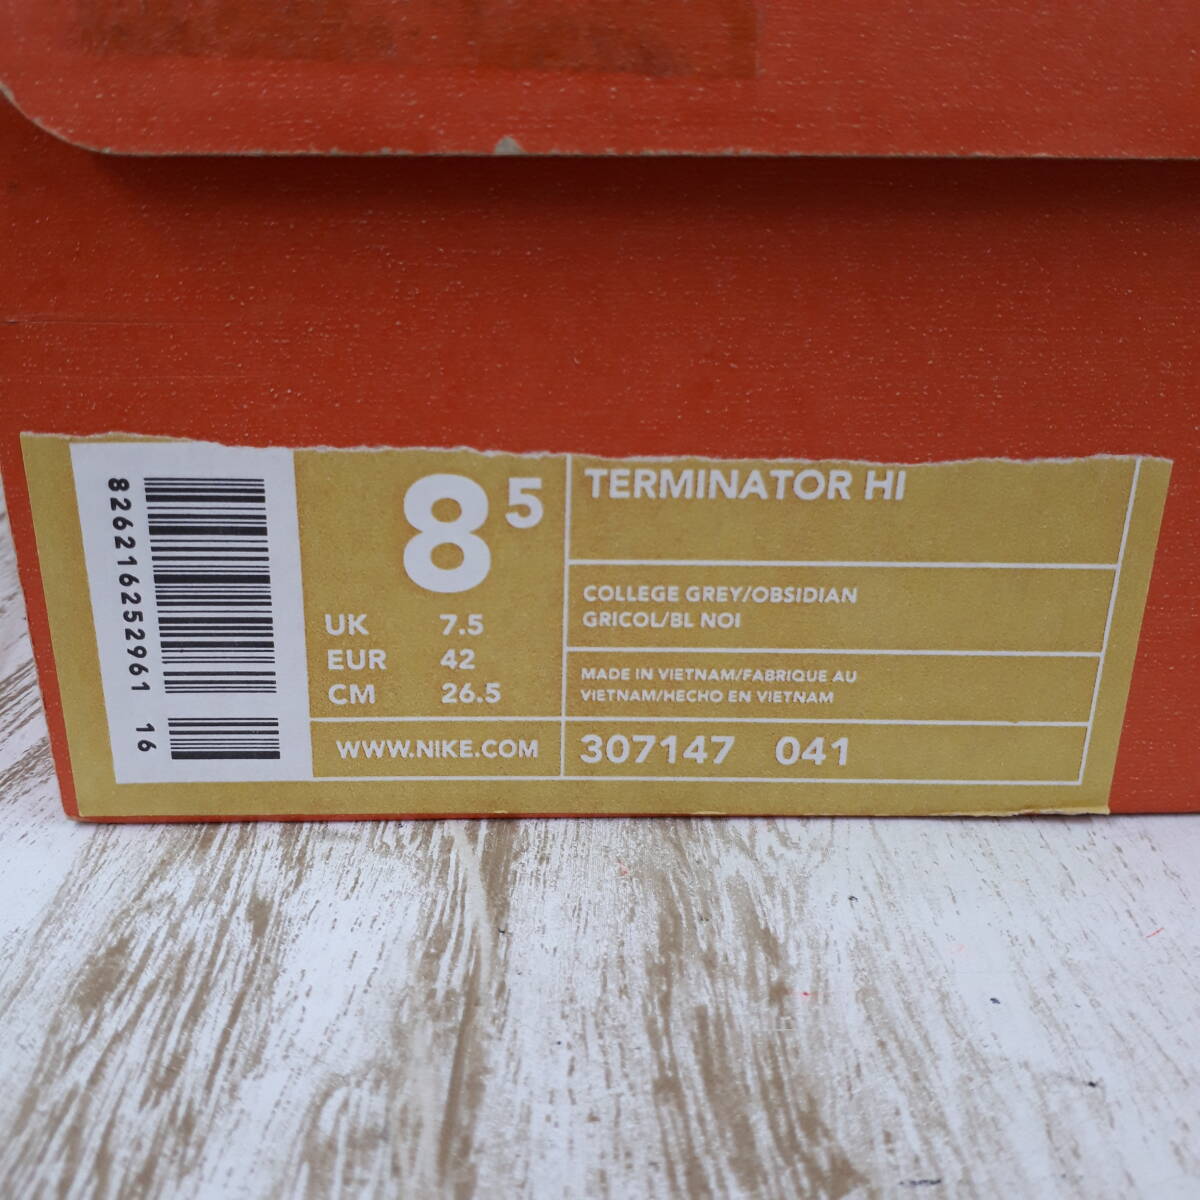 826216252961 16
8 5
UK 7.5
EUR 42
CM 26.5
WWW.NIKE.COM
TERMINATOR HI
COLLEGE GREY/OBSIDIAN
GRICOL/BL NOI
MADE IN VIETNAM/FABRIQUE AU
VIETNAM/HECHO EN VIETNAM
307147 041